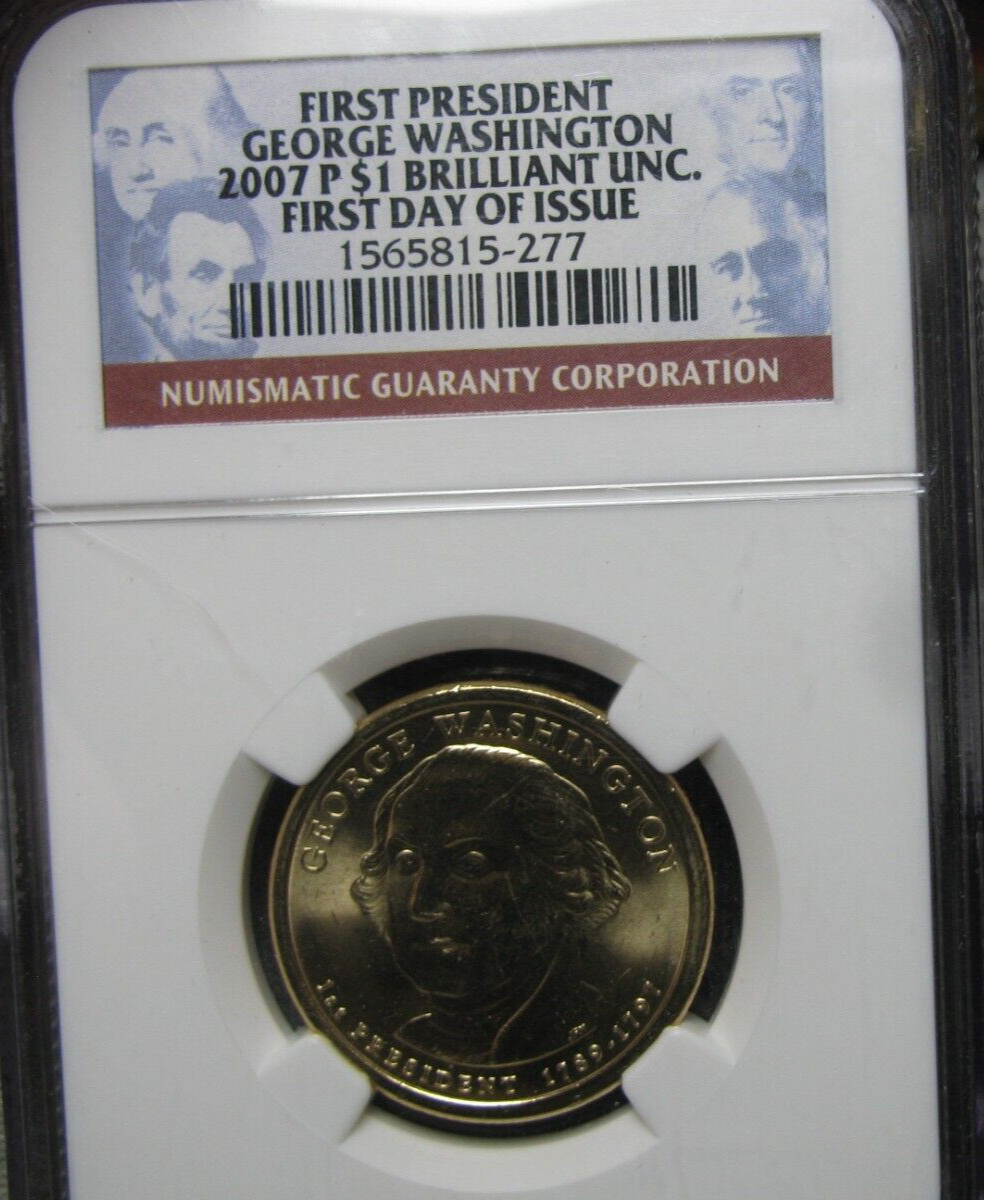 FIRST PRESIDENT
GEORGE WASHINGTON
2007 P $1 BRILLIANT UNC.
FIRST DAY OF ISSUE
1565815-277
NUMISMATIC GUARANTY CORPORATION
GEORGE WASHINGTON
1st PRESIDENT 1789-1797